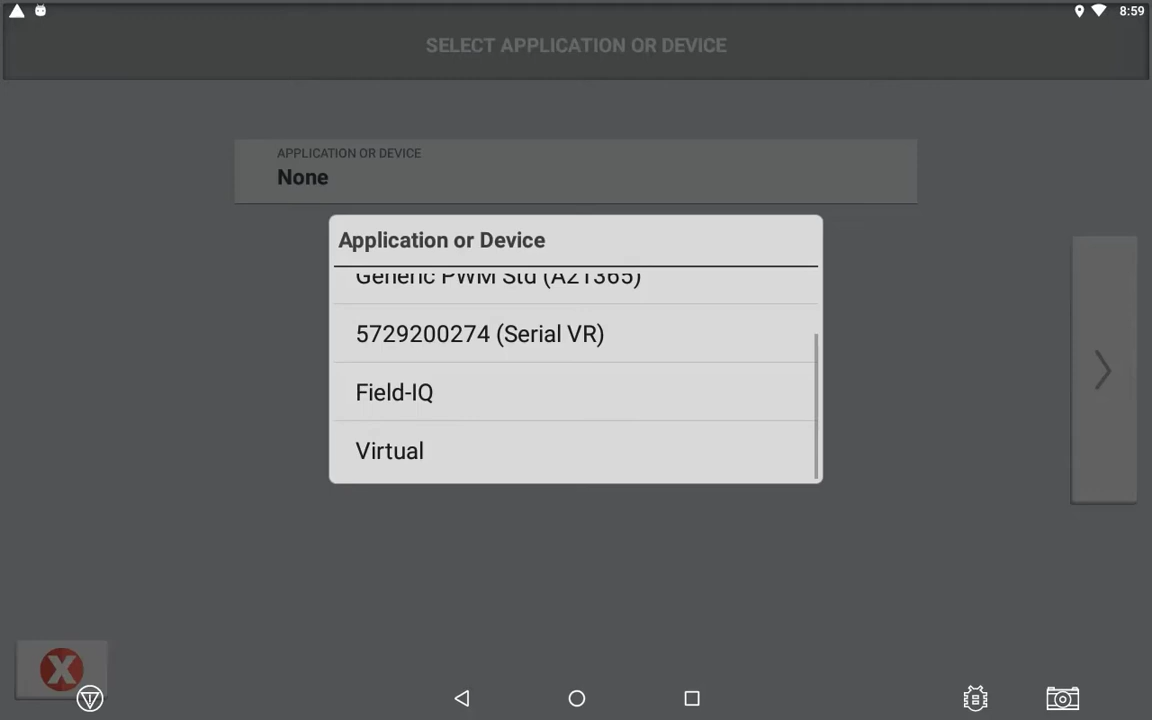 8:59
SELECT APPLICATION OR DEVICE
APPLICATION OR DEVICE
None
Application or Device
Generic PWM Std (A21365)
5729200274 (Serial VR)
Field-IQ
Virtual
X